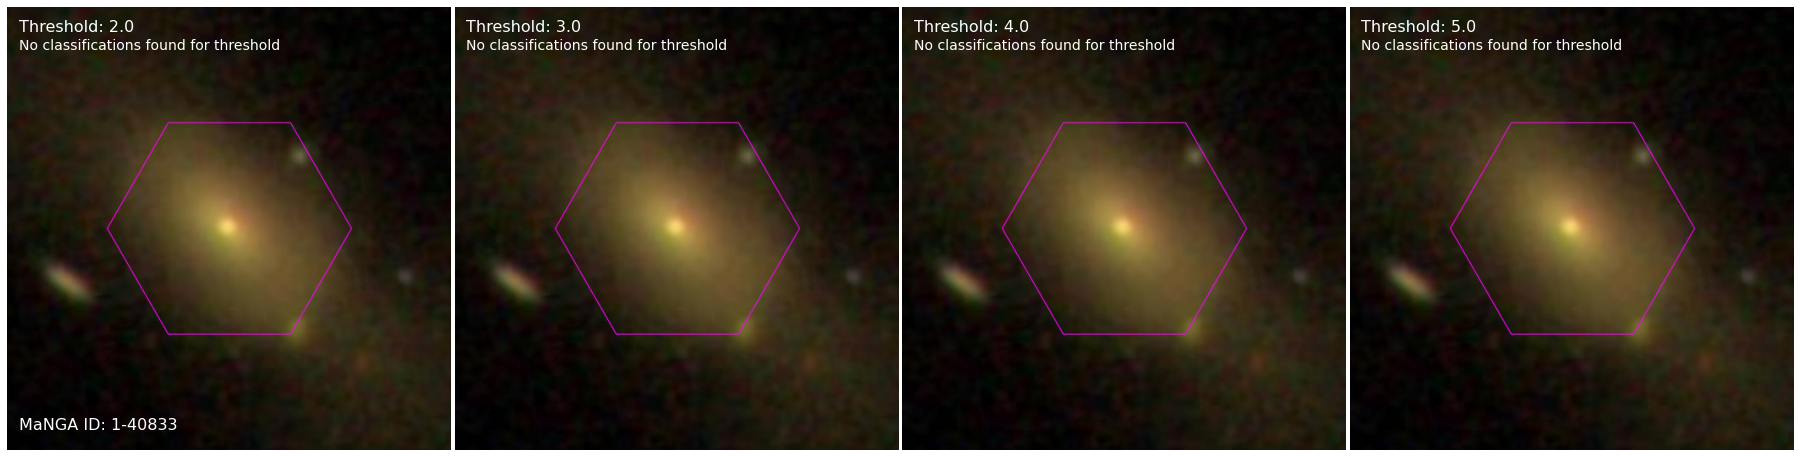 Threshold: 2.0
No classifications found for threshold
MaNGA ID: 1-40833
Threshold: 3.0
No classifications found for threshold
Threshold: 4.0
No classifications found for threshold
Threshold: 5.0
No classifications found for threshold